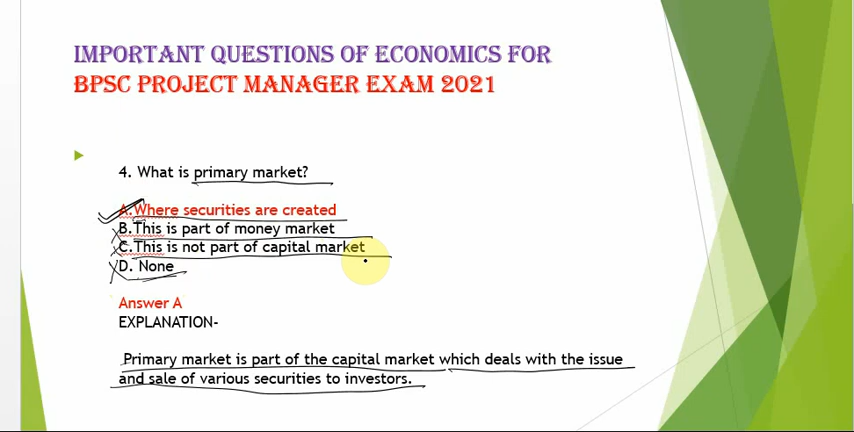 IMPORTANT QUESTIONS OF ECONOMICS FOR
BPSC PROJECT MANAGER EXAM 2021
4. What is primary market?
A.Where securities are created
B.This is part of money market
C.This is not part of capital market
D. None
Answer A
EXPLANATION-
Primary market is part of the capital market which deals with the issue
and sale of various securities to investors.